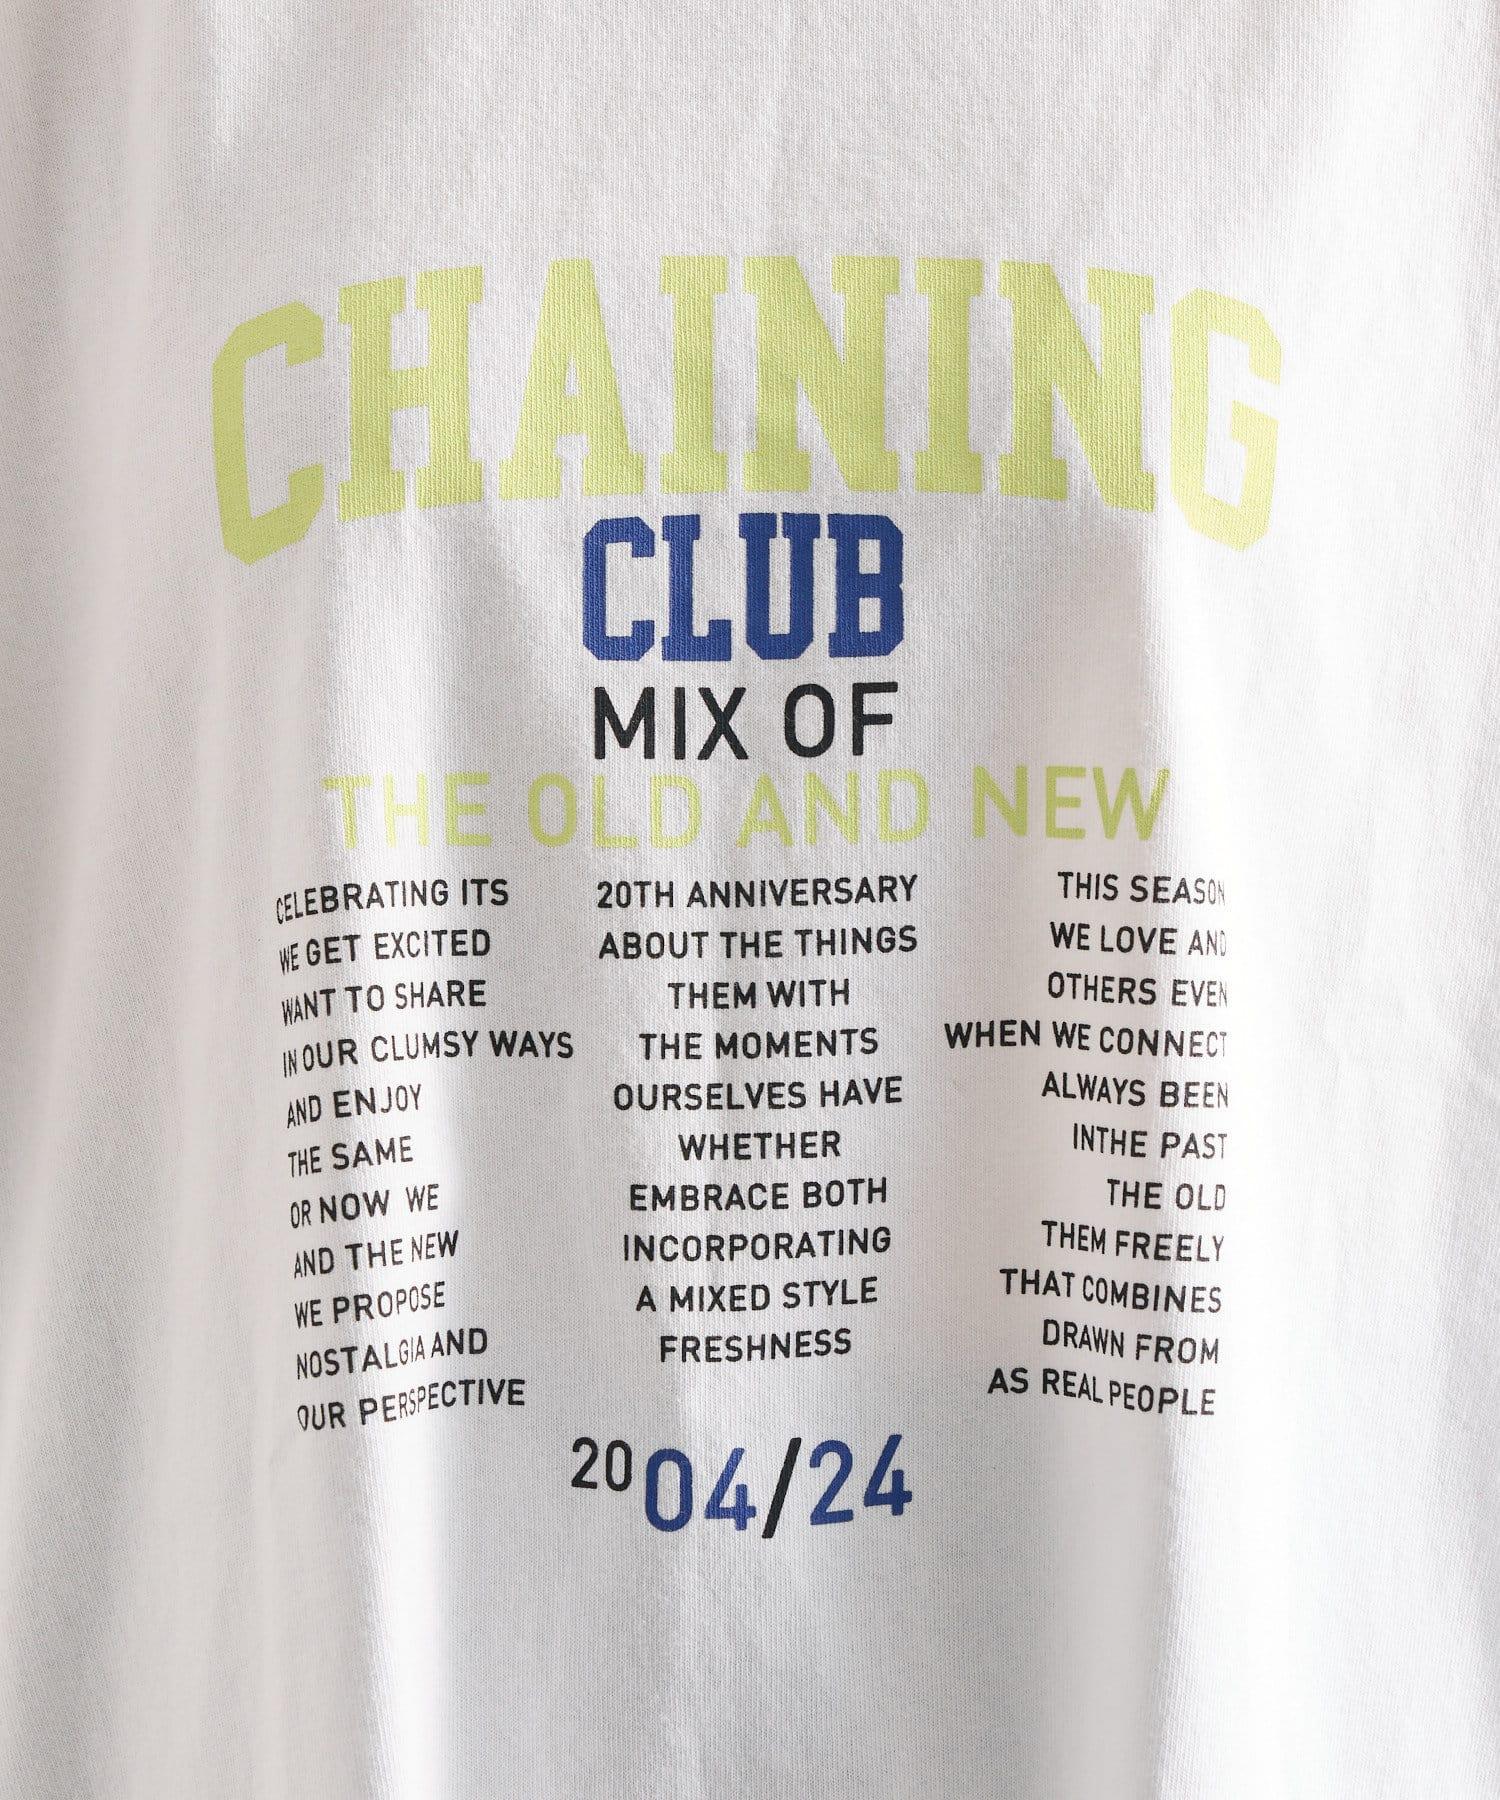 CHAINING
CLUB
MIX OF
THE OLD AND NEW
CELEBRATING ITS 20TH ANNIVERSARY THIS SEASON
WE GET EXCITED ABOUT THE THINGS WE LOVE AND
WANT TO SHARE THEM WITH OTHERS EVEN
IN OUR CLUMSY WAYS THE MOMENTS WHEN WE CONNECT
AND ENJOY OURSELVES HAVE ALWAYS BEEN
THE SAME WHETHER INTHE PAST
OR NOW WE EMBRACE BOTH THE OLD
AND THE NEW INCORPORATING THEM FREELY
WE PROPOSE A MIXED STYLE THAT COMBINES
NOSTALGIA AND FRESHNESS DRAWN FROM
OUR PERSPECTIVE AS REAL PEOPLE
2004/24